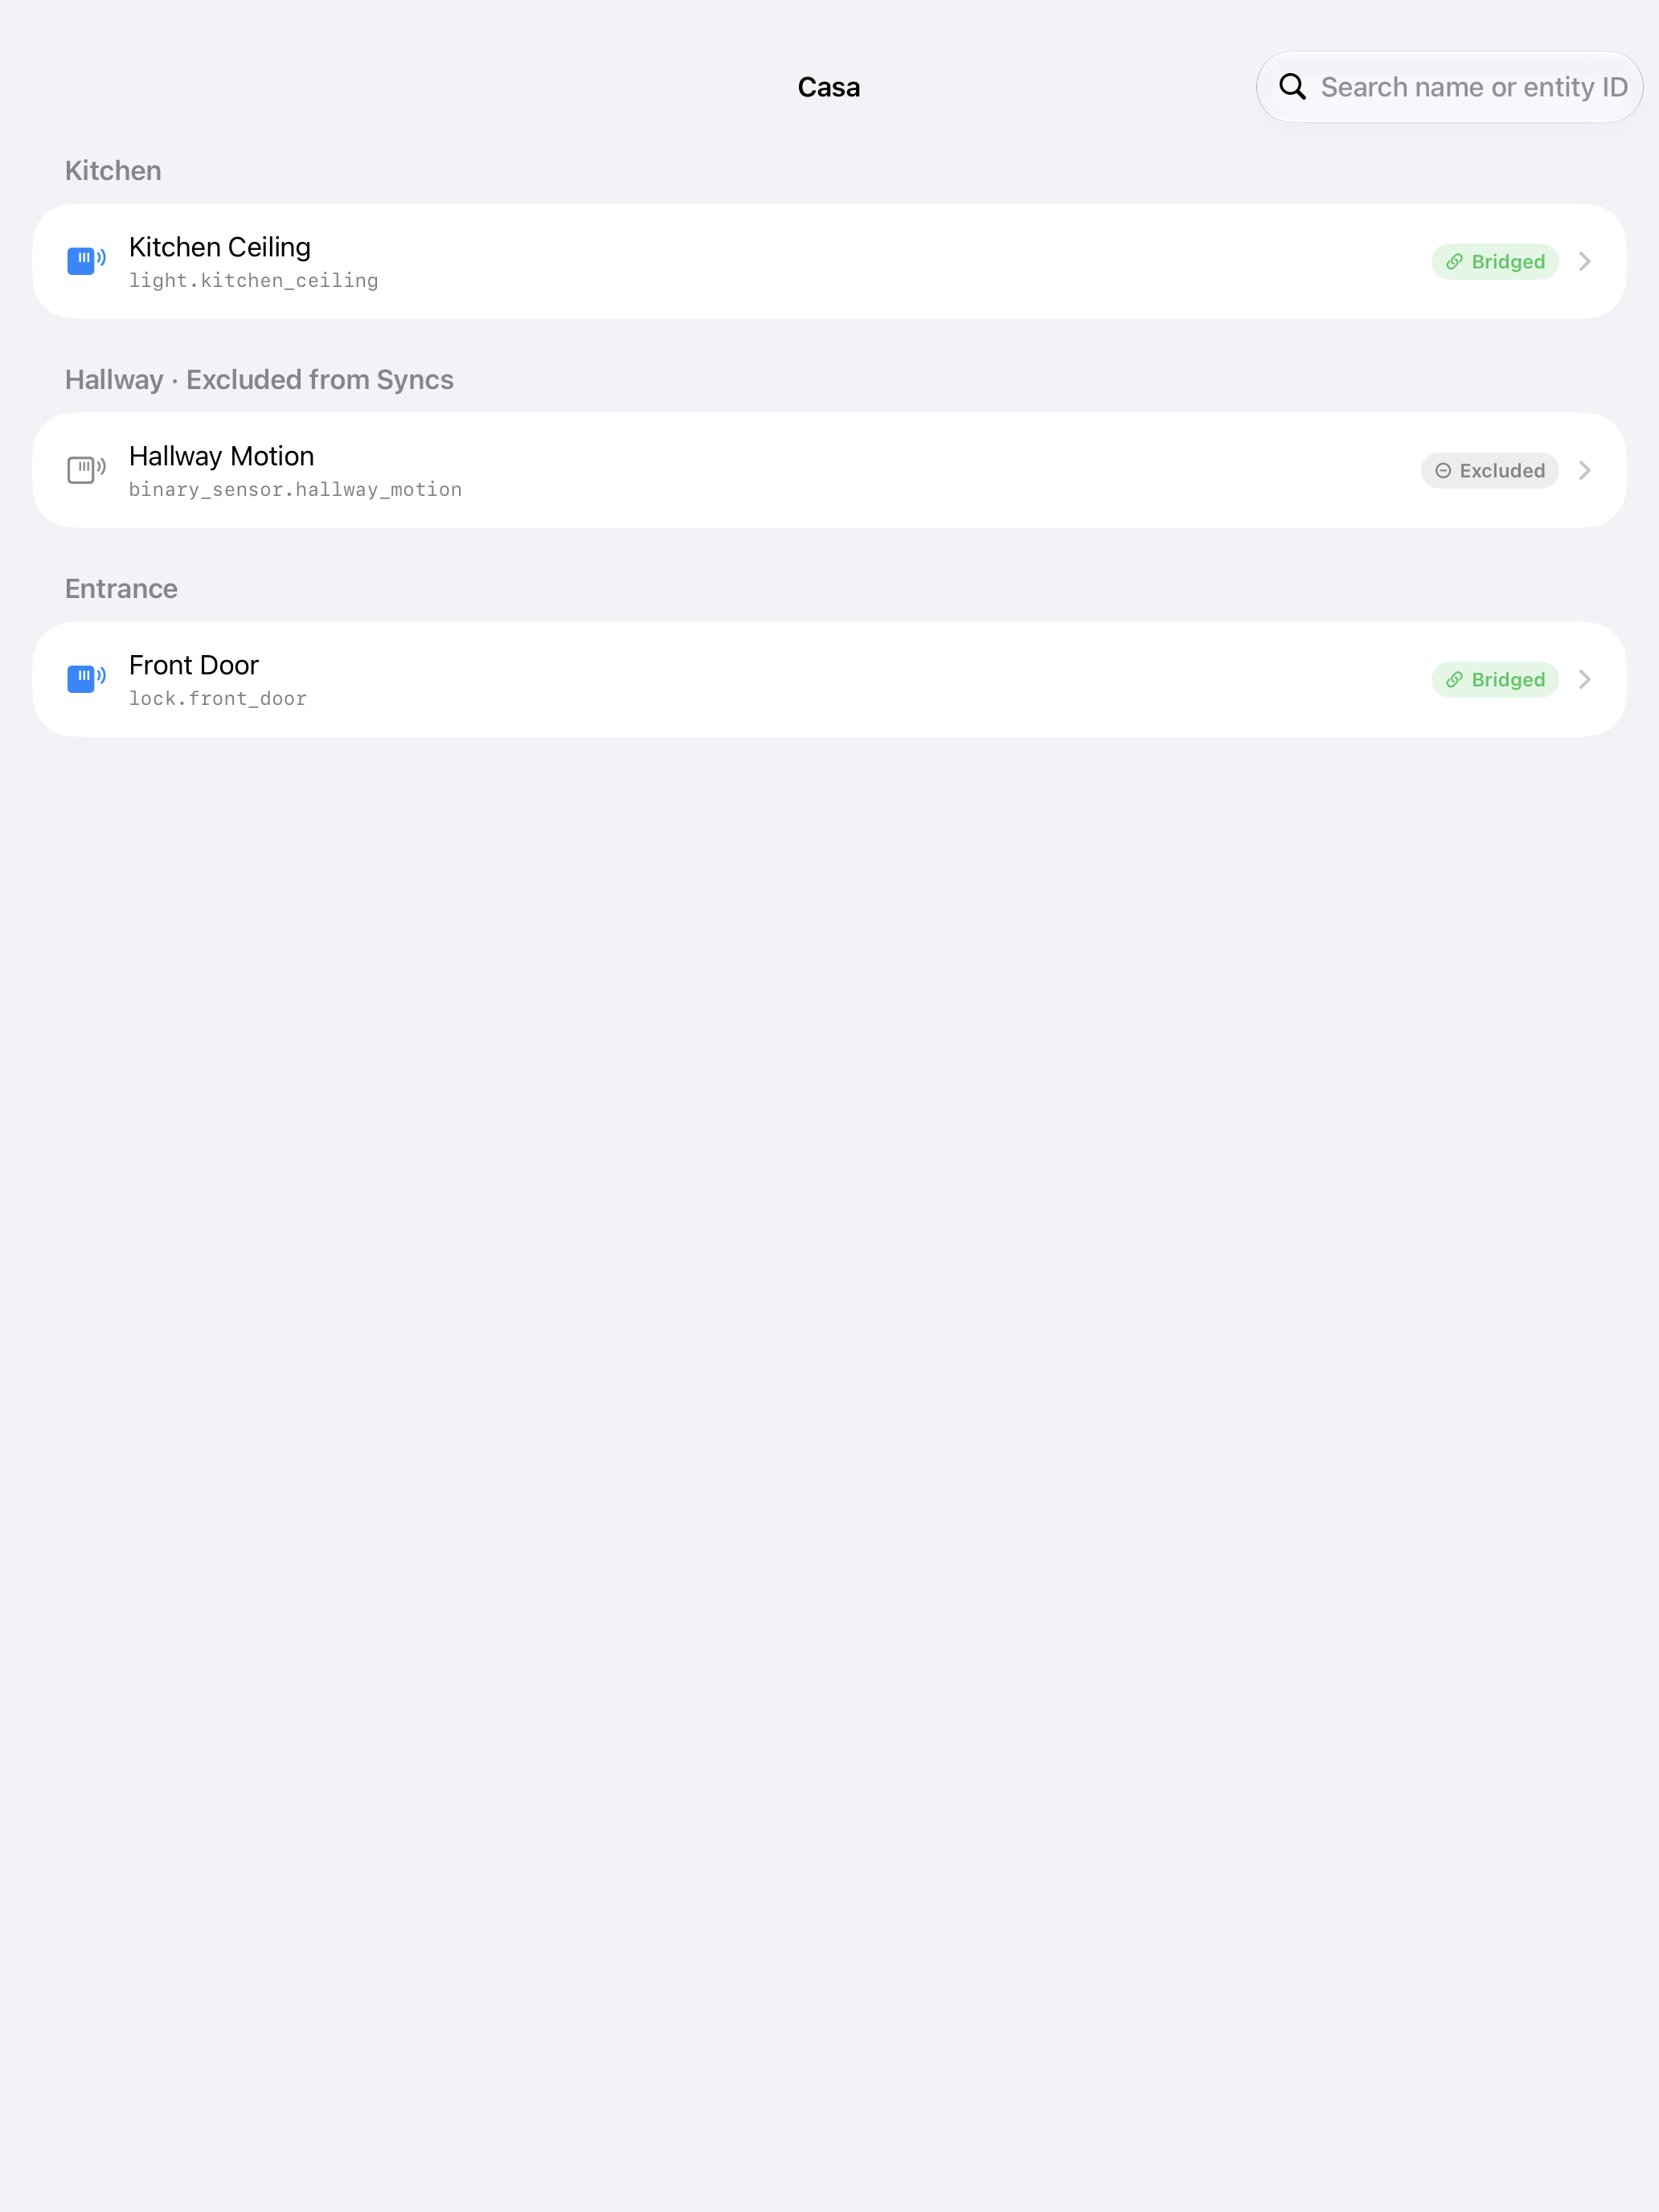 Casa
Search name or entity ID
Kitchen
Kitchen Ceiling
light.kitchen_ceiling
Bridged
Hallway · Excluded from Syncs
Hallway Motion
binary_sensor.hallway_motion
Excluded
Entrance
Front Door
lock.front_door
Bridged